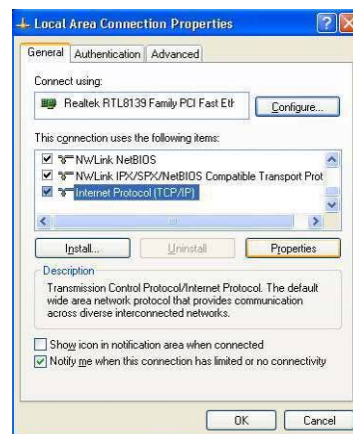 Local Area Connection Properties
General Authentication Advanced
Connect using:
Realtek RTL8139 Family PCI Fast Eth
Configure...
This connection uses the following items:
NWLink NetBIOS
NWLink IPX/SPX/NetBIOS Compatible Transport Prot
Internet Protocol (TCP/IP)
Install... Uninstall Properties
Description
Transmission Control Protocol/Internet Protocol. The default
wide area network protocol that provides communication
across diverse interconnected networks.
Show icon in notification area when connected
Notify me when this connection has limited or no connectivity
OK Cancel